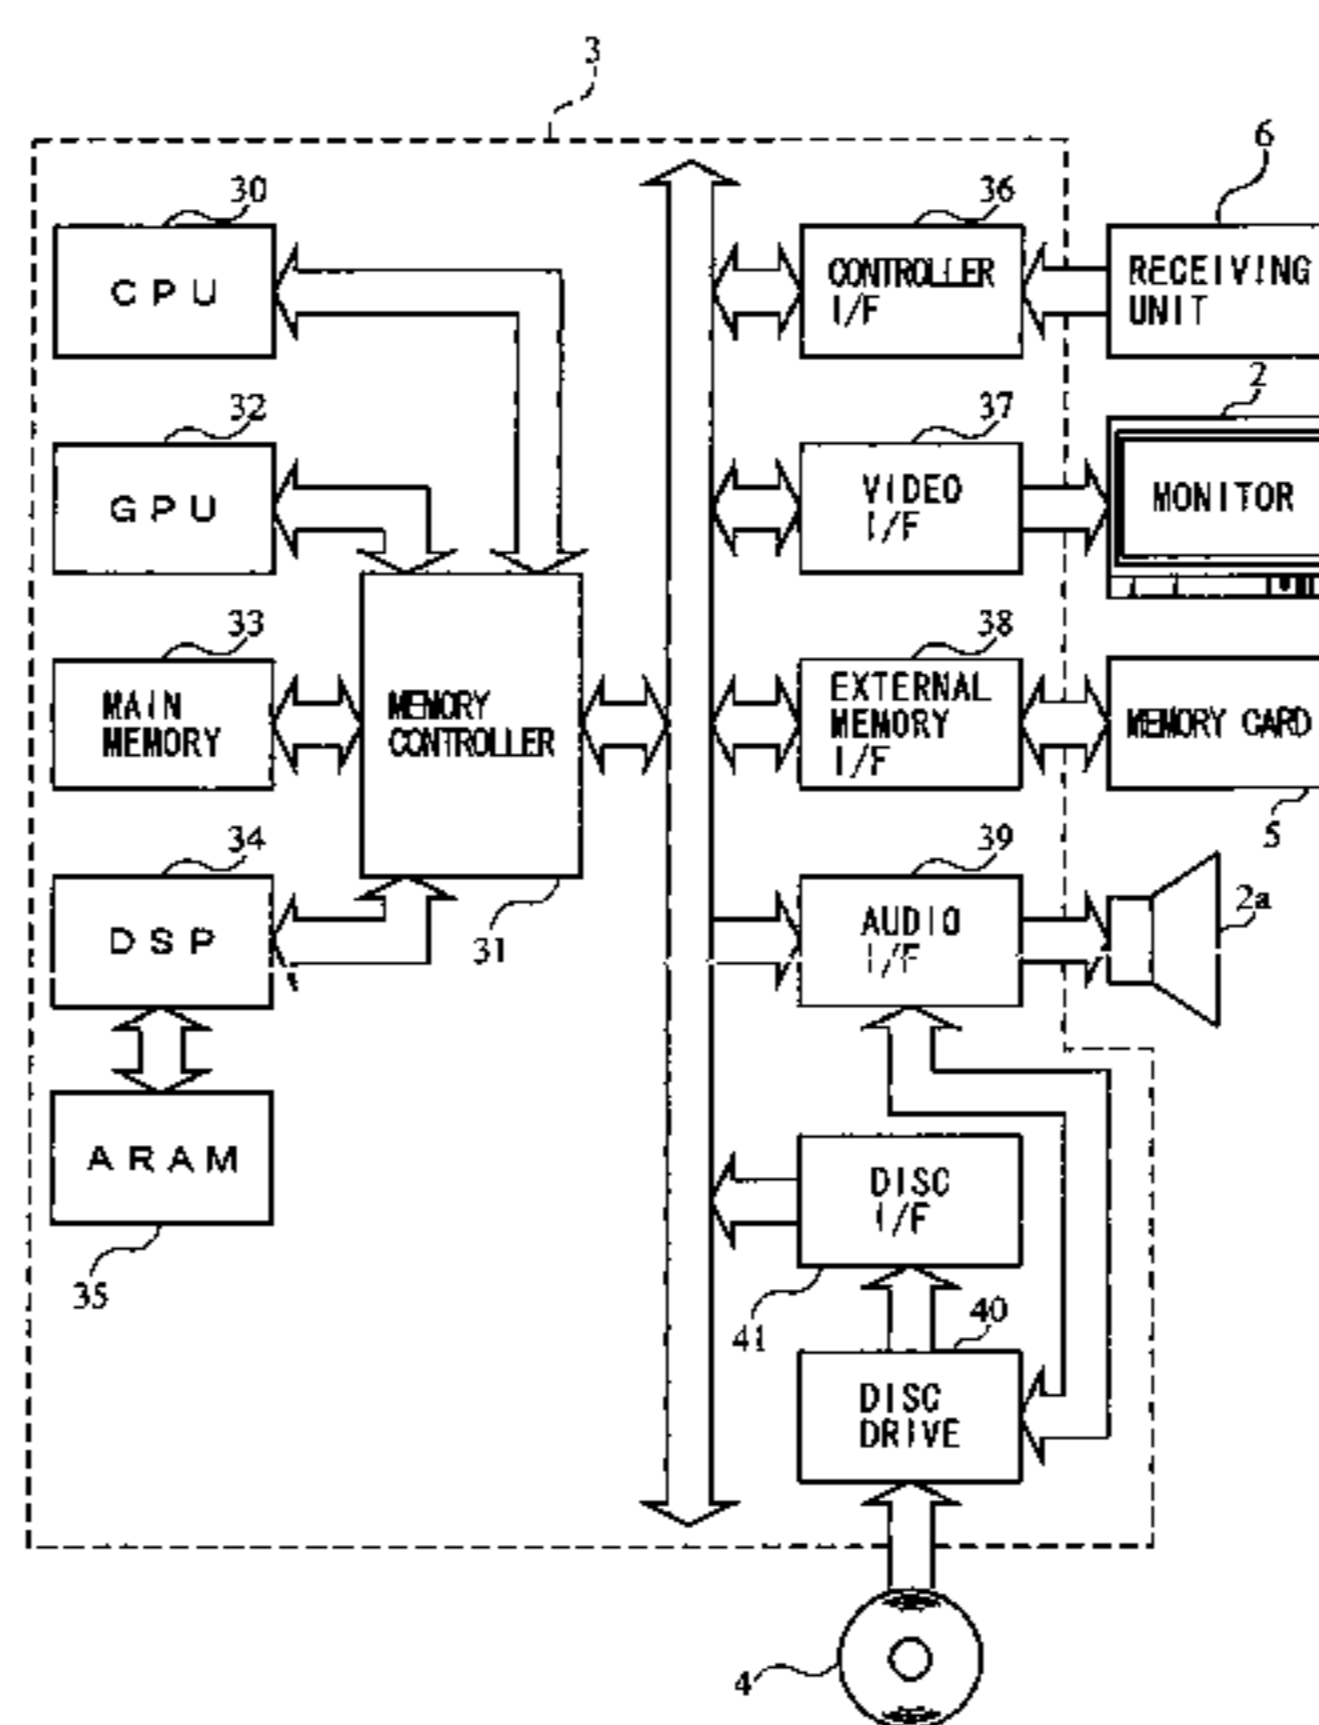 3
30
CPU
32
GPU
33
MAIN
MEMORY
34
DSP
ARAM
35
MEMORY
CONTROLLER
31
36
CONTROLLER
I/F
6
RECEIVING
UNIT
37
VIDEO
I/F
2
MONITOR
38
EXTERNAL
MEMORY
I/F
MEMORY CARD
5
39
AUDIO
I/F
2a
DISC
I/F
41
40
DISC
DRIVE
4